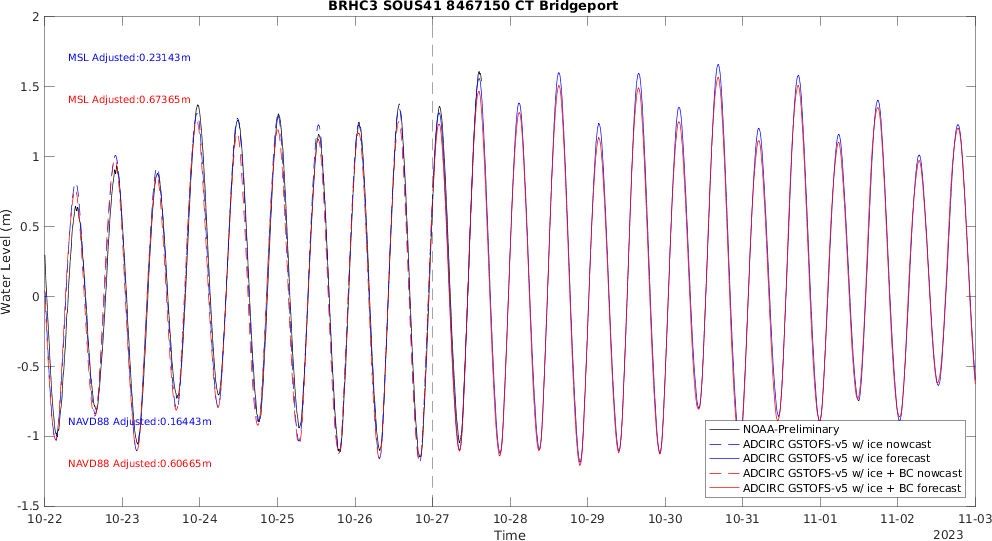 BRHC3 SOUS41 8467150 CT Bridgeport
2
1.5
1
0.5
0
-0.5
-1
-1.5
Water Level (m)
MSL Adjusted:0.23143m
MSL Adjusted:0.67365m
NAVD88 Adjusted:0.16443m
NAVD88 Adjusted:0.60665m
NOAA-Preliminary
ADCIRC GSTOFS-v5 w/ ice nowcast
ADCIRC GSTOFS-v5 w/ ice forecast
ADCIRC GSTOFS-v5 w/ ice + BC nowcast
ADCIRC GSTOFS-v5 w/ ice + BC forecast
10-22 10-23 10-24 10-25 10-26 10-27 10-28 10-29 10-30 10-31 11-01 11-02 11-03
Time
2023